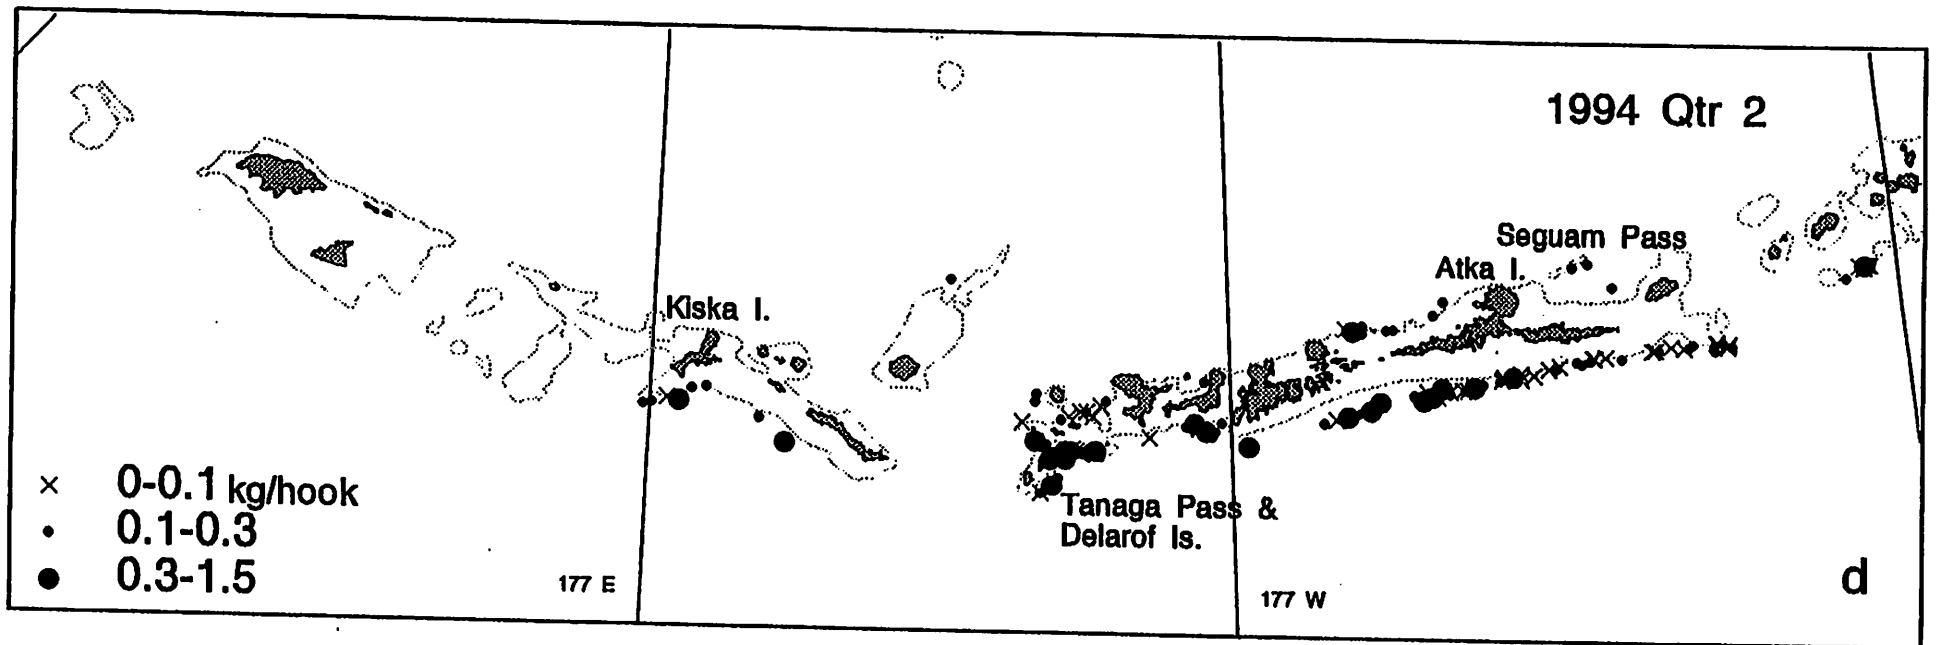 1994 Qtr 2
Seguam Pass
Atka I.
Kiska I.
Tanaga Pass &
Delarof Is.
× 0-0.1 kg/hook
• 0.1-0.3
● 0.3-1.5
177 E
177 W
d